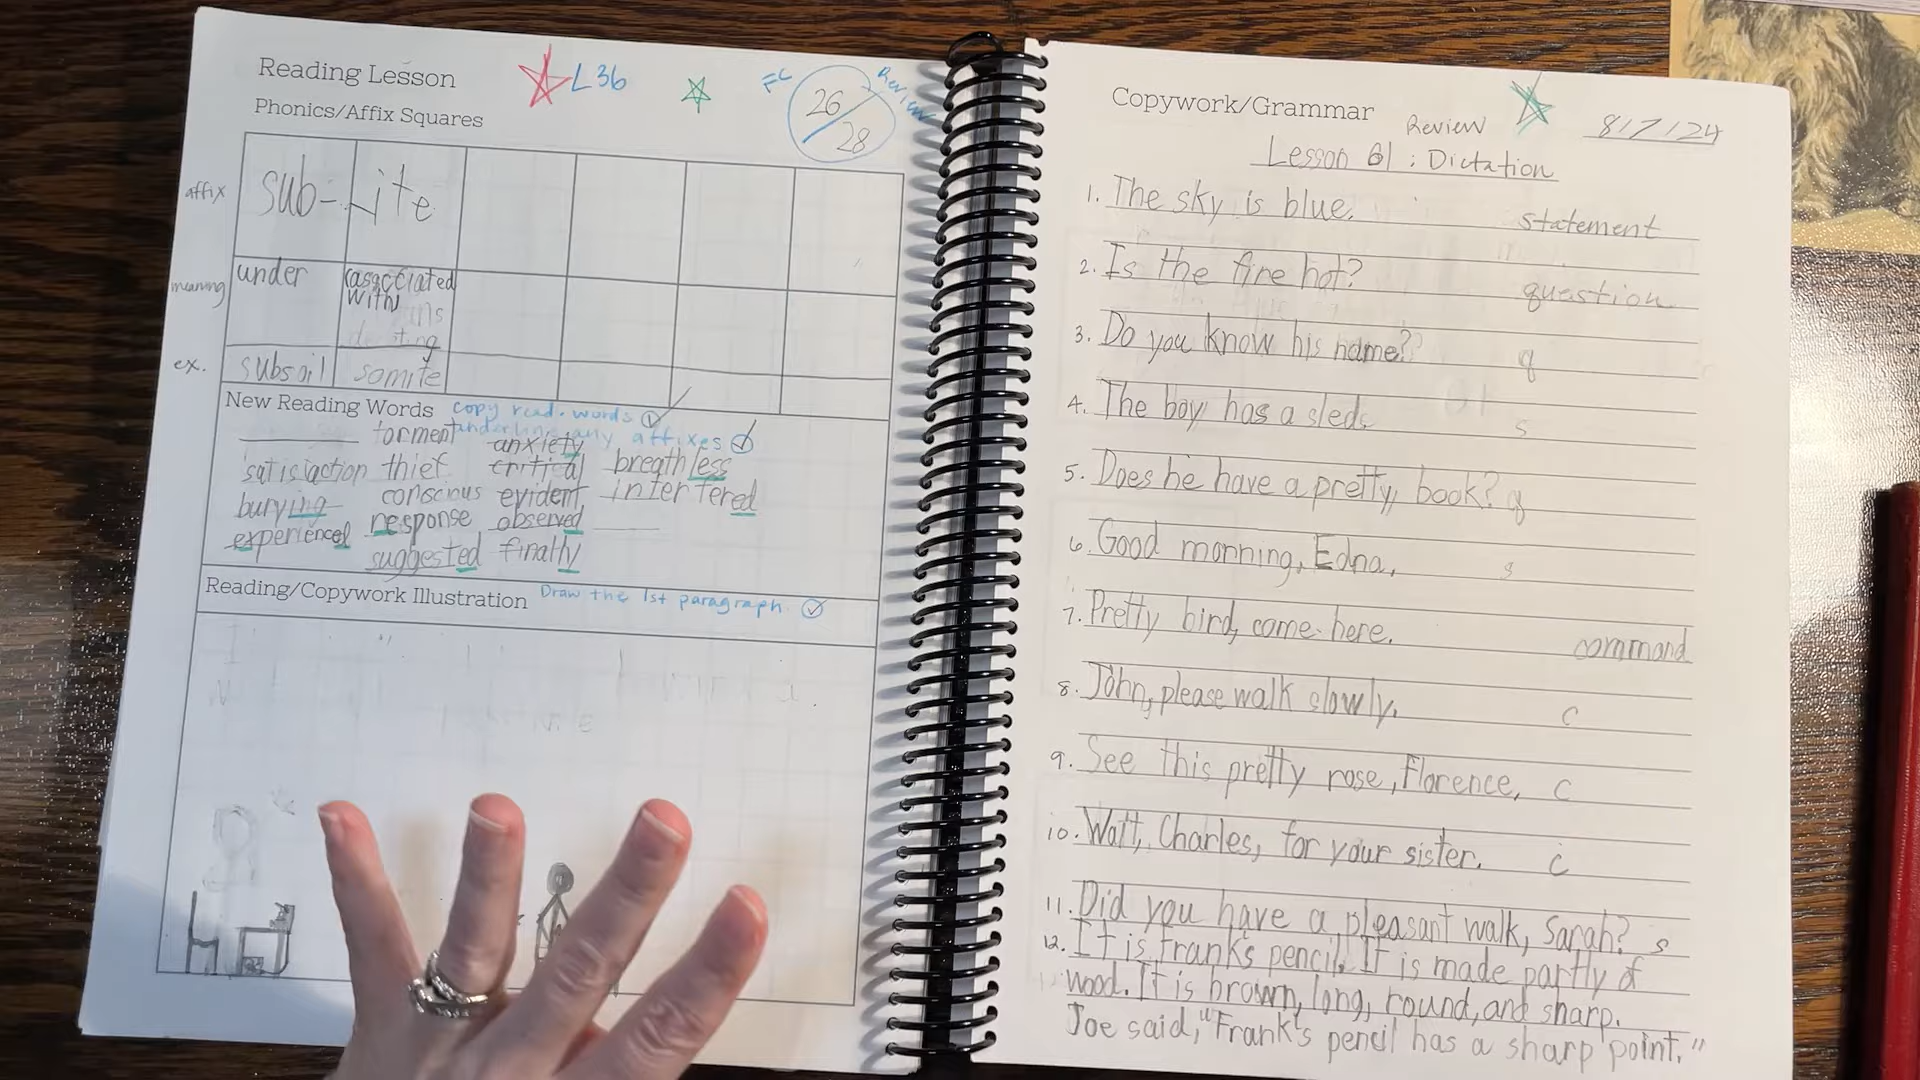 Reading Lesson
L36
26/28
Review
Phonics/Affix Squares
affix
sub- -ite
meaning
under (asscciated
with
ex.
subsoil somite
New Reading Words copy read. words 1
torment underline any affixes
anxiety
satisfaction thief critical breathless
burying conscious evident interfered
experienced response observed
suggested finally
Reading/Copywork Illustration Draw the 1st paragraph
Copywork/Grammar
Review
8/7/24
Lesson 61: Dictation
1. The sky is blue. statement
2. Is the fire hot? question
3. Do you know his name? q
4. The boy has a sled. s
5. Does he have a pretty book? q
6. Good morning, Edna. s
7. Pretty bird, come here. command
8. John, please walk slowly. c
9. See this pretty rose, Florence. c
10. Wait, Charles, for your sister. c
11. Did you have a pleasant walk, Sarah? s
12. It is Frank's pencil. It is made partly of
wood. It is brown, long, round, and sharp.
Joe said, "Frank's pencil has a sharp point."